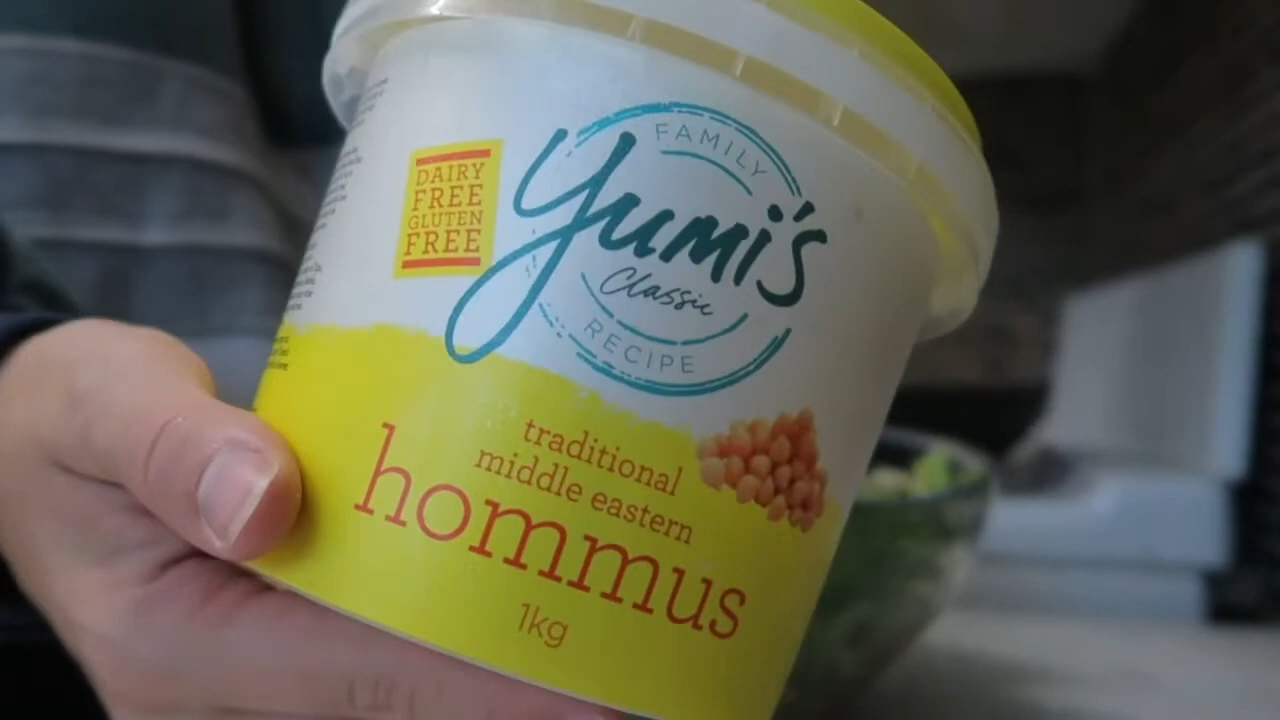 DAIRY
FREE
GLUTEN
FREE
FAMILY
Yumi's
Classic
RECIPE
traditional
middle eastern
hommus
1kg